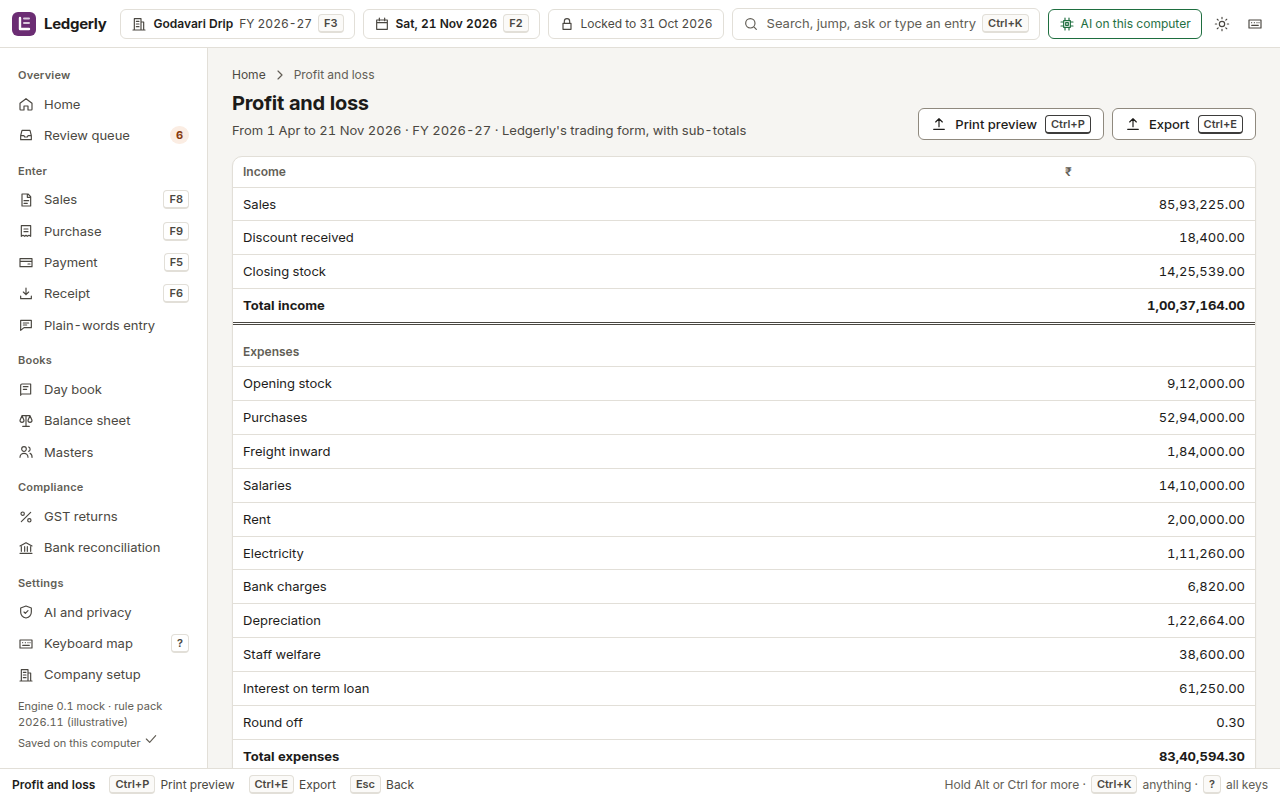 Ledgerly
Godavari Drip FY 2026-27 F3
Sat, 21 Nov 2026 F2
Locked to 31 Oct 2026
Search, jump, ask or type an entry Ctrl+K
AI on this computer
Overview
Home
Review queue 6
Enter
Sales F8
Purchase F9
Payment F5
Receipt F6
Plain-words entry
Books
Day book
Balance sheet
Masters
Compliance
GST returns
Bank reconciliation
Settings
AI and privacy
Keyboard map ?
Company setup
Engine 0.1 mock · rule pack
2026.11 (illustrative)
Saved on this computer
Home > Profit and loss
Profit and loss
From 1 Apr to 21 Nov 2026 · FY 2026-27 · Ledgerly's trading form, with sub-totals
Print preview Ctrl+P
Export Ctrl+E
Income ₹
Sales 85,93,225.00
Discount received 18,400.00
Closing stock 14,25,539.00
Total income 1,00,37,164.00
Expenses
Opening stock 9,12,000.00
Purchases 52,94,000.00
Freight inward 1,84,000.00
Salaries 14,10,000.00
Rent 2,00,000.00
Electricity 1,11,260.00
Bank charges 6,820.00
Depreciation 1,22,664.00
Staff welfare 38,600.00
Interest on term loan 61,250.00
Round off 0.30
Total expenses 83,40,594.30
Profit and loss Ctrl+P Print preview Ctrl+E Export Esc Back
Hold Alt or Ctrl for more · Ctrl+K anything · ? all keys